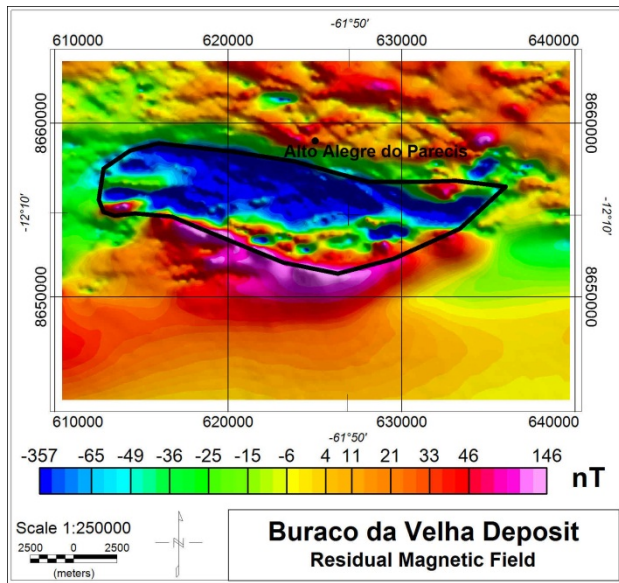 -61°50'
610000 620000 630000 640000
8660000 8660000
Alto Alegre do Parecis
-12°10' -12°10'
8650000 8650000
610000 620000 630000 640000
-61°50'
-357 -65 -49 -36 -25 -15 -6 4 11 21 33 46 146
nT
Scale 1:250000
2500 0 2500
(meters)
N
Buraco da Velha Deposit
Residual Magnetic Field